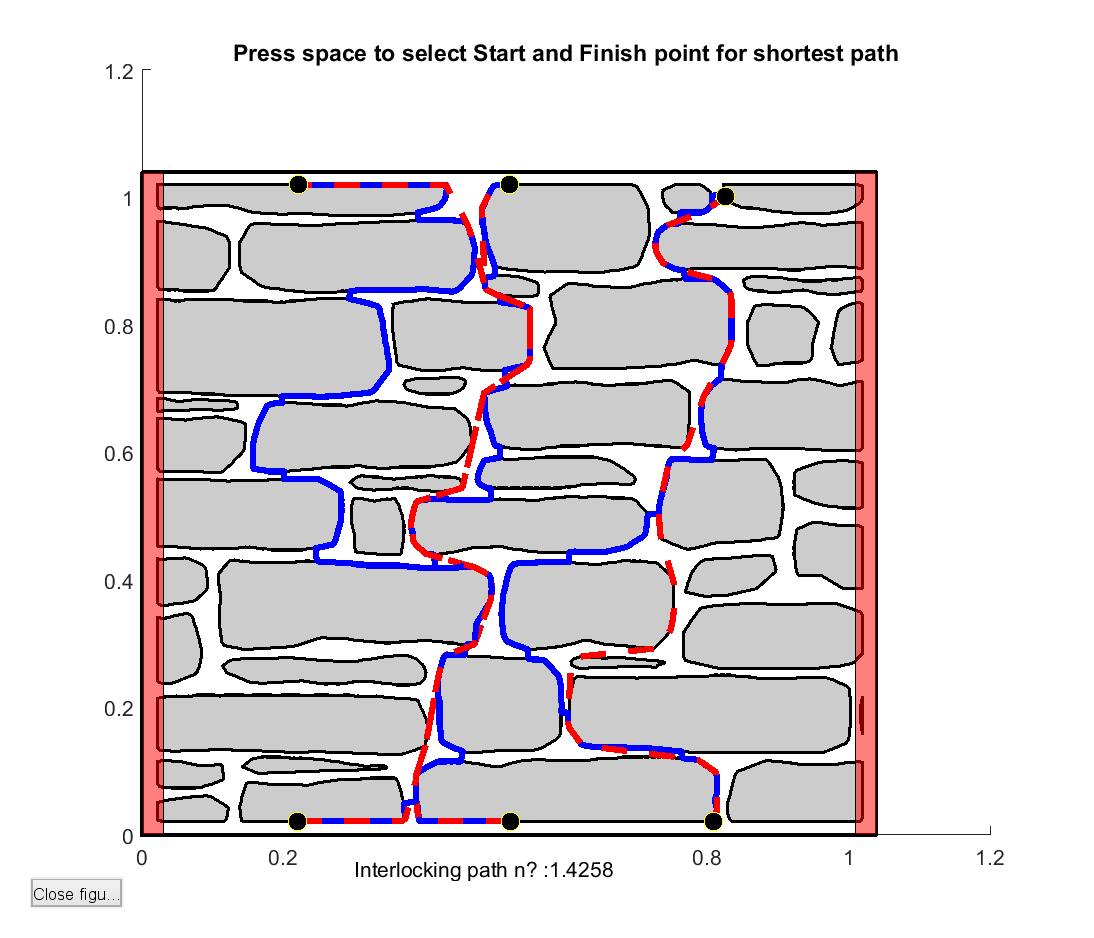 Press space to select Start and Finish point for shortest path
1.2
1
0.8
0.6
0.4
0.2
0
0 0.2 0.8 1 1.2
Interlocking path n? :1.4258
Close figu...